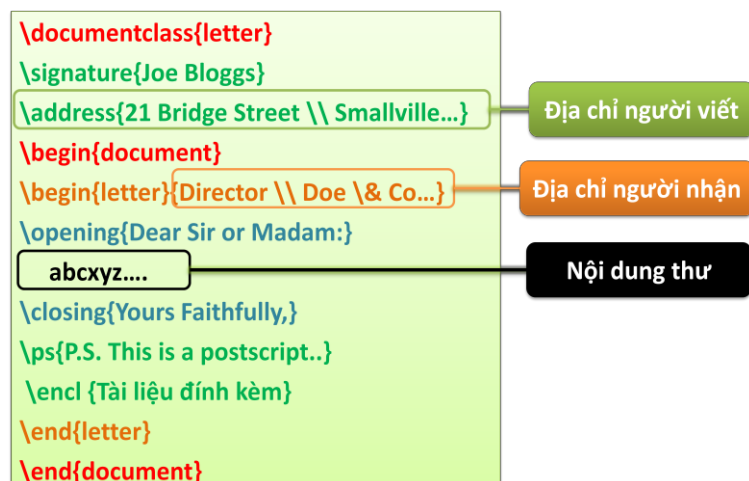 \documentclass{letter}
\signature{Joe Bloggs}
\address{21 Bridge Street \\ Smallville…}
Địa chỉ người viết
\begin{document}
\begin{letter}{Director \\ Doe \& Co…}
Địa chỉ người nhận
\opening{Dear Sir or Madam:}
abcxyz….
Nội dung thư
\closing{Yours Faithfully,}
\ps{P.S. This is a postscript..}
\encl {Tài liệu đính kèm}
\end{letter}
\end{document}